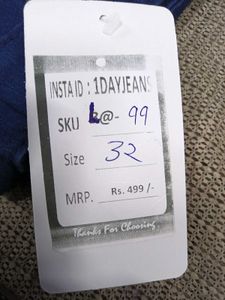 INSTA ID : 1DAYJEANS
SKU L@- 99
Size 32
MRP. Rs. 499 /-
Thanks For Choosing